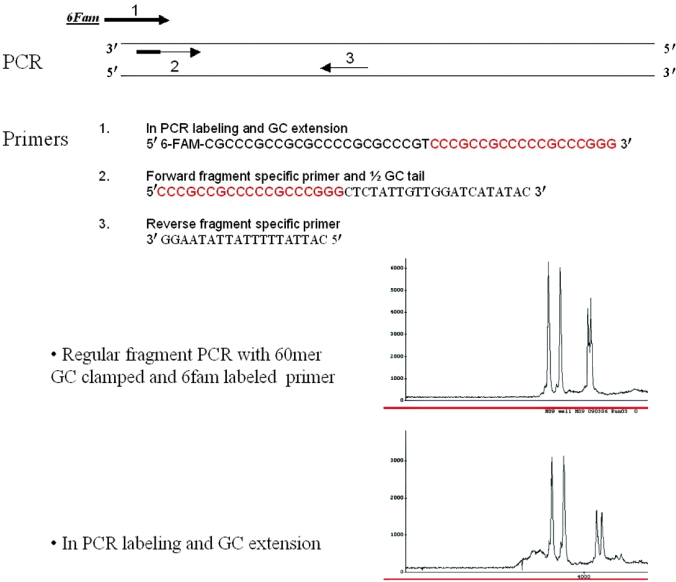 6Fam 1
3' 5'
PCR 2 3
5' 3'
Primers
1. In PCR labeling and GC extension
5' 6-FAM-CGCCCGCCGCGCCCCGCGCCCGTCCCGCCGCCCCCGCCCGGG 3'
2. Forward fragment specific primer and ½ GC tail
5'CCCGCCGCCCCCGCCCGGGCTCTATTGTTGGATCATATAC 3'
3. Reverse fragment specific primer
3' GGAATATTATTTTTATTAC 5'
6000
5000
4000
3000
2000
1000
0
• Regular fragment PCR with 60mer
GC clamped and 6fam labeled primer
3000
2000
1000
0
4000
• In PCR labeling and GC extension